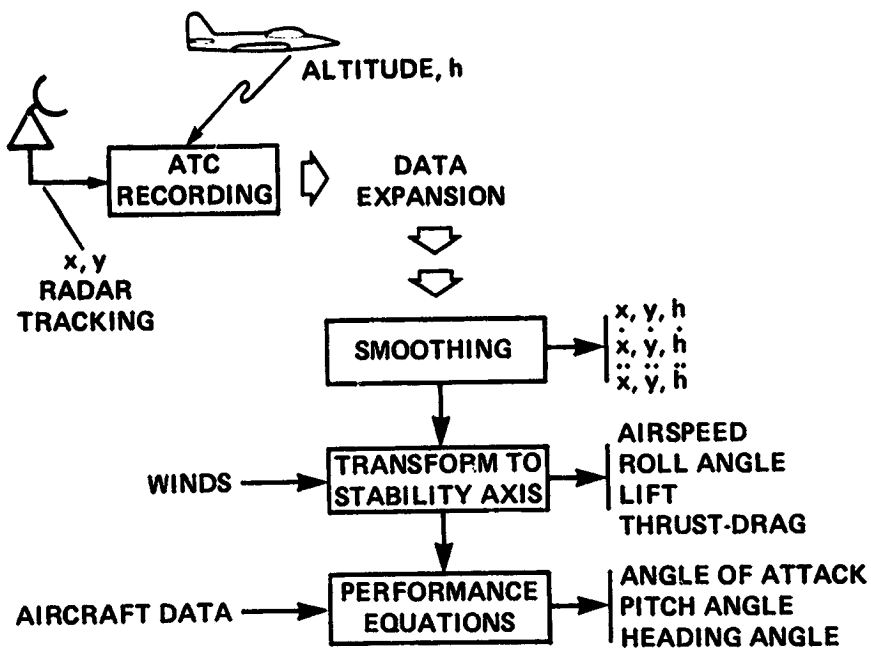 ALTITUDE, h
ATC
RECORDING
DATA
EXPANSION
x, y
RADAR
TRACKING
SMOOTHING
x, y, h
ẋ, ẏ, ḣ
ẍ, ÿ, ḧ
WINDS
TRANSFORM TO
STABILITY AXIS
AIRSPEED
ROLL ANGLE
LIFT
THRUST-DRAG
AIRCRAFT DATA
PERFORMANCE
EQUATIONS
ANGLE OF ATTACK
PITCH ANGLE
HEADING ANGLE